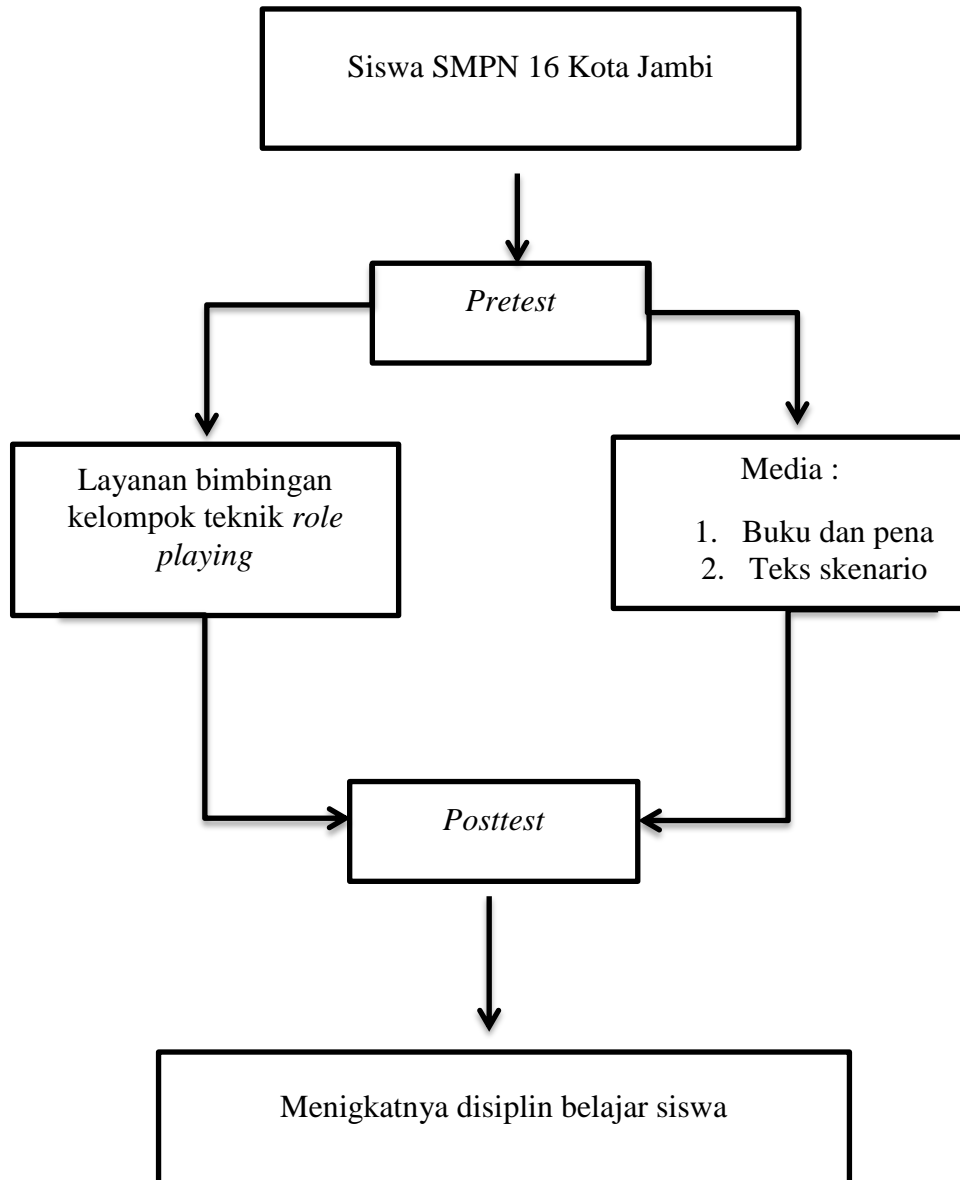 Siswa SMPN 16 Kota Jambi
Pretest
Layanan bimbingan
kelompok teknik role
playing
Media :
1. Buku dan pena
2. Teks skenario
Posttest
Menigkatnya disiplin belajar siswa